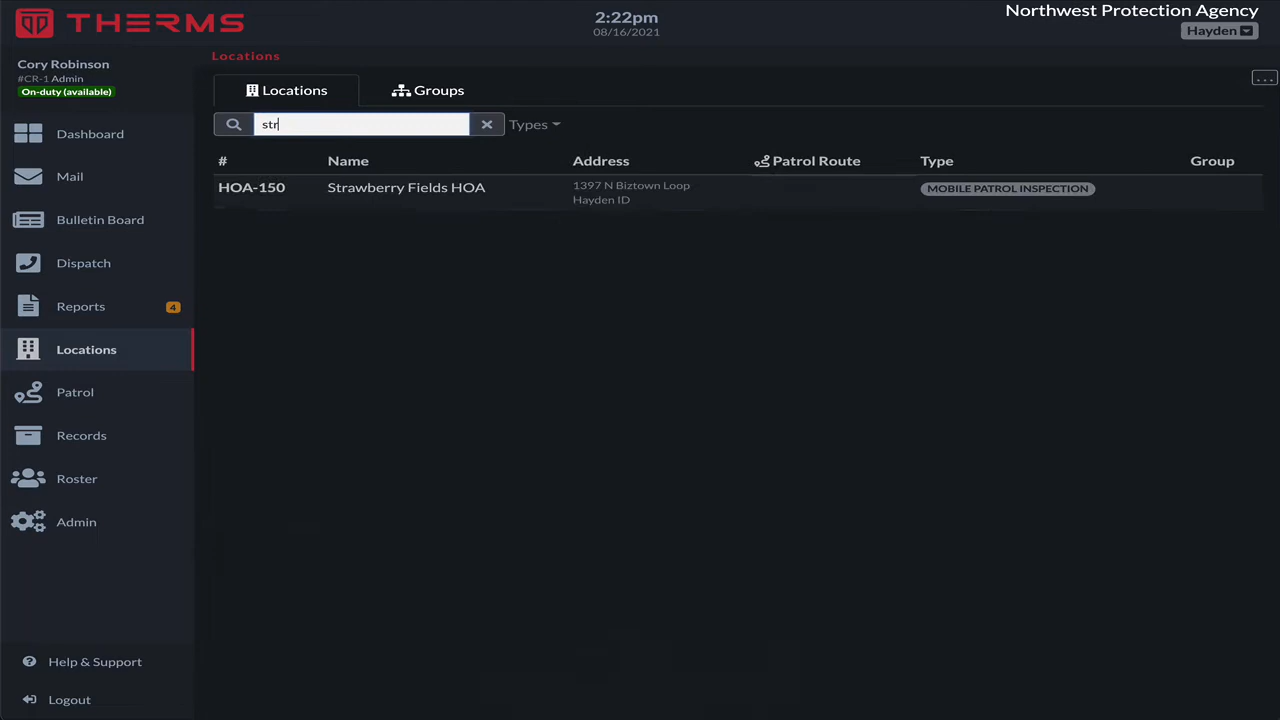 THERMS
2:22pm
08/16/2021
Northwest Protection Agency
Hayden
Cory Robinson
#CR-1 Admin
On-duty (available)
Locations
Locations
Groups
...
str
Types
# Name Address Patrol Route Type Group
HOA-150 Strawberry Fields HOA 1397 N Biztown Loop MOBILE PATROL INSPECTION
Hayden ID
Dashboard
Mail
Bulletin Board
Dispatch
Reports 4
Locations
Patrol
Records
Roster
Admin
Help & Support
Logout